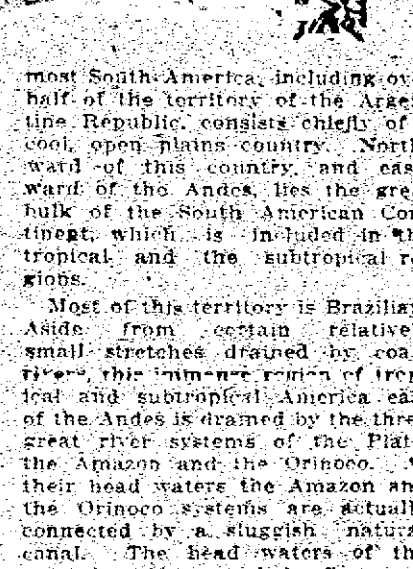 most South America, including ov
half of the territory of the Arge
tine Republic, consists chiefly of
cool, open plains country. North
ward of this country, and eas
ward of the Andes, lies the gre
bulk of the South American Con
tinent, which is included in th
tropical and the subtropical r
gions.
Most of this territory is Brazilia
Aside from certain relative
small stretches drained by coa
rivers, this immense region of trop
ical and subtropical America ea
of the Andes is drained by the thre
great river systems of the Plat
the Amazon and the Orinoco.
their head waters the Amazon an
the Orinoco systems are actuall
connected by a sluggish natura
canal. The head waters of th